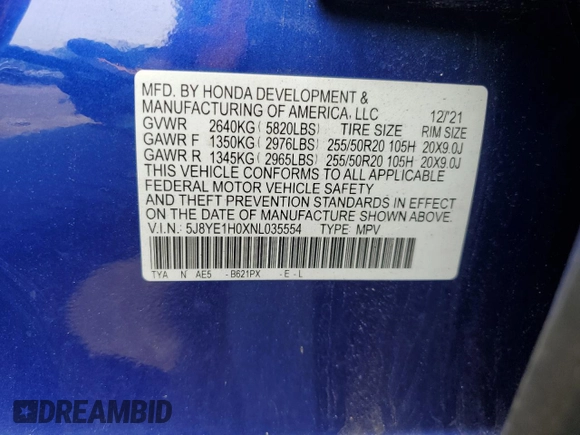 MFD. BY HONDA DEVELOPMENT &
MANUFACTURING OF AMERICA, LLC 12/21
GVWR 2640KG ( 5820LBS) TIRE SIZE RIM SIZE
GAWR F 1350KG ( 2976LBS) 255/50R20 105H 20X9.0J
GAWR R 1345KG ( 2965LBS) 255/50R20 105H 20X9.0J
THIS VEHICLE CONFORMS TO ALL APPLICABLE
FEDERAL MOTOR VEHICLE SAFETY
AND THEFT PREVENTION STANDARDS IN EFFECT
ON THE DATE OF MANUFACTURE SHOWN ABOVE.
V.I.N.: 5J8YE1H0XNL035554 TYPE: MPV
TYA N AE5 - B621PX - E - L
DREAMBID